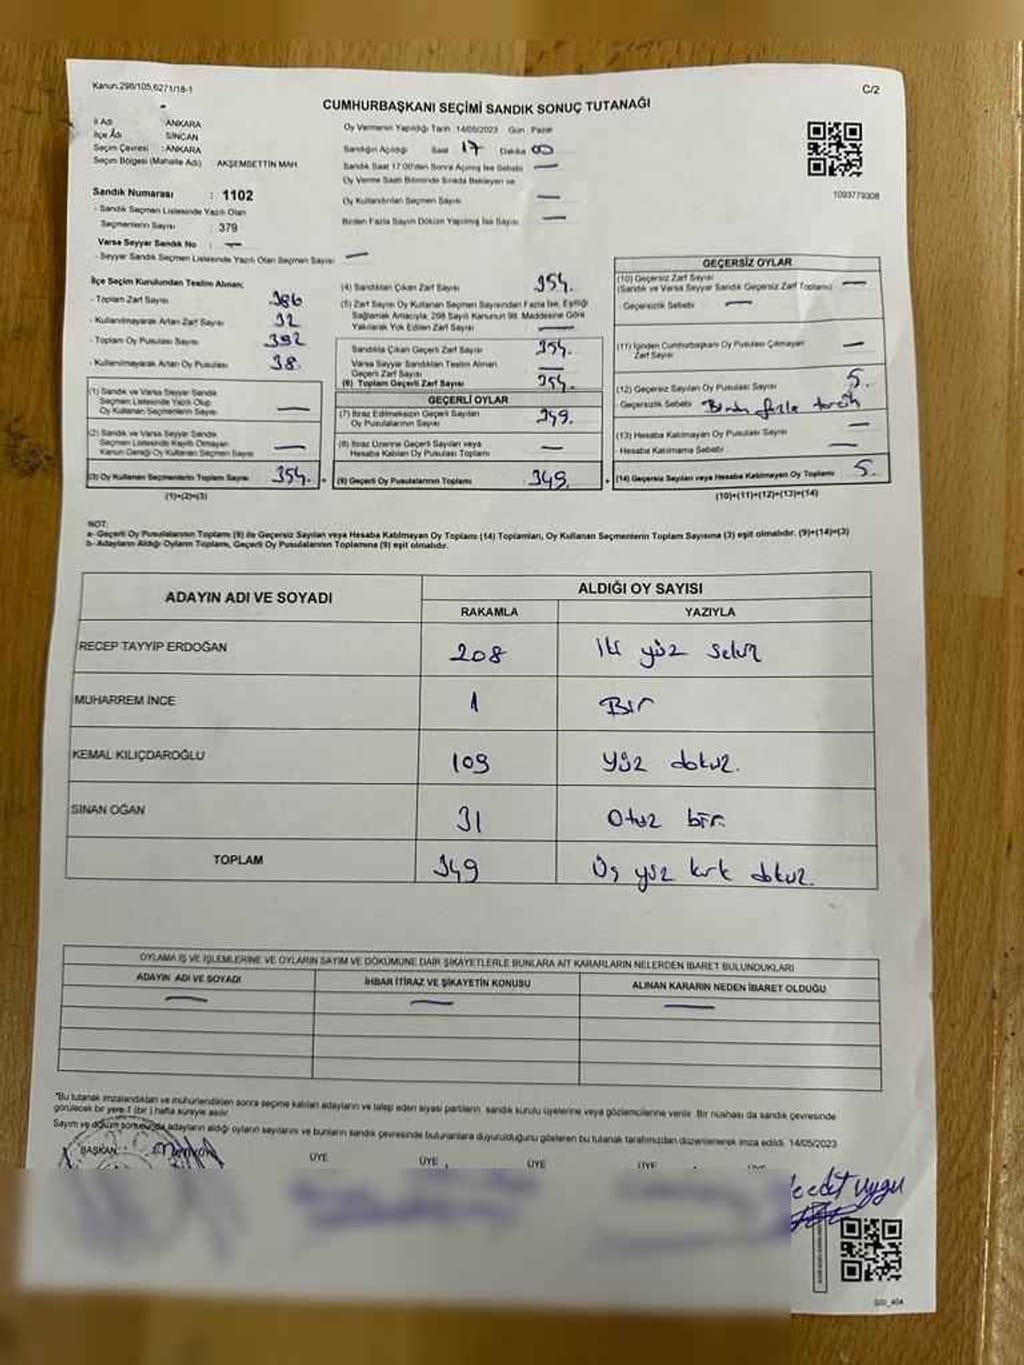 Kanun.298/105,6271/18-1
C/2
CUMHURBAŞKANI SEÇİMİ SANDIK SONUÇ TUTANAĞI
İl Adı ANKARA
İlçe Adı SİNCAN
Seçim Çevresi : ANKARA
Seçim Bölgesi (Mahalle Adı) AKŞEMSETTİN MAH.
Sandık Numarası : 1102
- Sandık Seçmen Listesinde Yazılı Olan
Seçmenlerin Sayısı : 379
Varsa Seyyar Sandık No : —
- Seyyar Sandık Seçmen Listesinde Yazılı Olan Seçmen Sayısı —
Oy Vermenin Yapıldığı Tarih 14/05/2023 Gün Pazar
Sandığın Açıldığı Saat 17 Dakika 00
Sandık Saat 17:00'den Sonra Açılmış İse Sebebi —
Oy Verme Saati Bitiminde Sırada Bekleyen ve
Oy Kullandırılan Seçmen Sayısı —
Birden Fazla Sayım Döküm Yapılmış İse Sayısı —
1093779308
İlçe Seçim Kurulundan Teslim Alınan;
- Toplam Zarf Sayısı 386
- Kullanılmayarak Artan Zarf Sayısı 32
- Toplam Oy Pusulası Sayısı 392
- Kullanılmayarak Artan Oy Pusulası 38.
(1) Sandık ve Varsa Seyyar Sandık
Seçmen Listesinde Yazılı Olup
Oy Kullanan Seçmenlerin Sayısı —
(2) Sandık ve Varsa Seyyar Sandık
Seçmen Listesinde Kayıtlı Olmayan
Kanun Gereği Oy Kullanan Seçmen Sayısı —
(3) Oy Kullanan Seçmenlerin Toplam Sayısı 354.
(1)+(2)=(3)
(4) Sandıktan Çıkan Zarf Sayısı 354.
(5) Zarf Sayısı Oy Kullanan Seçmen Sayısından Fazla İse, Eşitliği
Sağlamak Amacıyla, 298 Sayılı Kanunun 98. Maddesine Göre
Yakılarak Yok Edilen Zarf Sayısı —
Sandıkta Çıkan Geçerli Zarf Sayısı 354.
Varsa Seyyar Sandıktan Teslim Alınan
Geçerli Zarf Sayısı —
(6) Toplam Geçerli Zarf Sayısı 354.
GEÇERLİ OYLAR
(7) İtiraz Edilmeksizin Geçerli Sayılan
Oy Pusulalarının Sayısı 349.
(8) İtiraz Üzerine Geçerli Sayılan veya
Hesaba Katılan Oy Pusulası Toplamı —
(9) Geçerli Oy Pusulalarının Toplamı 349.
GEÇERSİZ OYLAR
(10) Geçersiz Zarf Sayısı
(Sandık ve Varsa Seyyar Sandık Geçersiz Zarf Toplamı) —
- Geçersizlik Sebebi —
(11) İçinden Cumhurbaşkanı Oy Pusulası Çıkmayan
Zarf Sayısı —
(12) Geçersiz Sayılan Oy Pusulası Sayısı 5.
- Geçersizlik Sebebi Birden fazla tercih
(13) Hesaba Katılmayan Oy Pusulası Sayısı —
- Hesaba Katılmama Sebebi —
(14) Geçersiz Sayılan veya Hesaba Katılmayan Oy Toplamı 5.
(10)+(11)+(12)+(13)=(14)
NOT:
a- Geçerli Oy Pusulalarının Toplamı (9) ile Geçersiz Sayılan veya Hesaba Katılmayan Oy Toplamı (14) Toplamları, Oy Kullanan Seçmenlerin Toplam Sayısına (3) eşit olmalıdır. (9)+(14)=(3)
b- Adayların Aldığı Oyların Toplamı, Geçerli Oy Pusulalarının Toplamına (9) eşit olmalıdır.
ADAYIN ADI VE SOYADI
ALDIĞI OY SAYISI
RAKAMLA YAZIYLA
RECEP TAYYİP ERDOĞAN 208 İki yüz sekiz
MUHARREM İNCE 1 Bir
KEMAL KILIÇDAROĞLU 109 Yüz dokuz.
SİNAN OĞAN 31 Otuz bir.
TOPLAM 349 Üç yüz kırk dokuz.
OYLAMA İŞ VE İŞLEMLERİNE VE OYLARIN SAYIM VE DÖKÜMÜNE DAİR ŞİKAYETLERLE BUNLARA AİT KARARLARIN NELERDEN İBARET BULUNDUKLARI
ADAYIN ADI VE SOYADI İHBAR İTİRAZ VE ŞİKAYETİN KONUSU ALINAN KARARIN NEDEN İBARET OLDUĞU
— — —
*Bu tutanak imzalandıktan ve mühürlendikten sonra seçime katılan adayların ve talep eden siyasi partilerin, sandık kurulu üyelerine veya gözlemcilerine verilir. Bir nüshası da sandık çevresinde
görülecek bir yere 1 (bir) hafta süreyle asılır.
Sayım ve döküm sonucunda adayların aldığı oyların sayılarını ve bunların sandık çevresinde bulunanlara duyurulduğunu gösteren bu tutanak tarafımızdan düzenlenerek imza edildi. 14/05/2023
BAŞKAN ÜYE ÜYE ÜYE ÜYE
Uygu